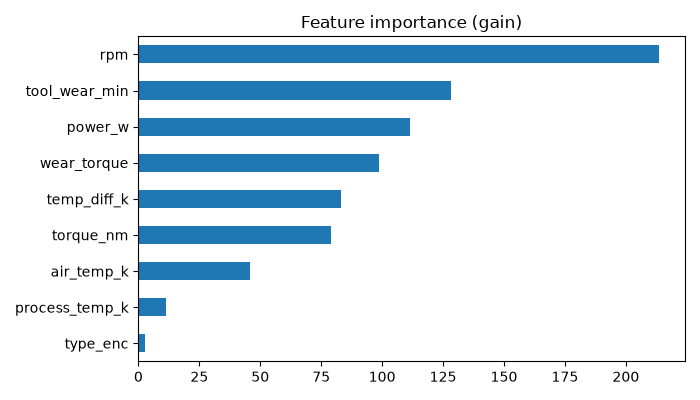 Feature importance (gain)
rpm
tool_wear_min
power_w
wear_torque
temp_diff_k
torque_nm
air_temp_k
process_temp_k
type_enc
0 25 50 75 100 125 150 175 200